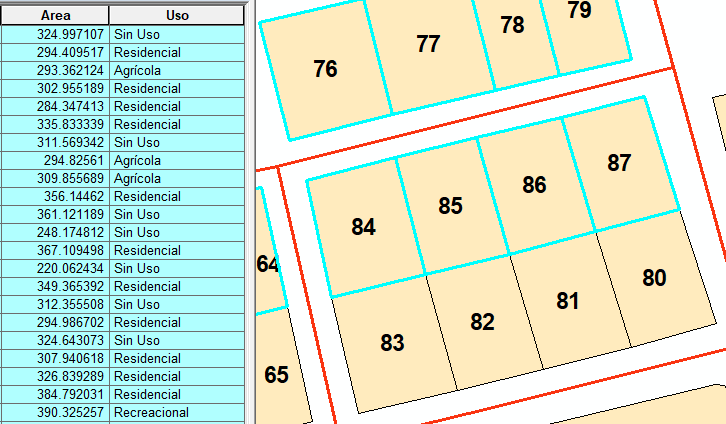 Area Uso
324.997107 Sin Uso
294.409517 Residencial
293.362124 Agrícola
302.955189 Residencial
284.347413 Residencial
335.833339 Residencial
311.569342 Sin Uso
294.82561 Agrícola
309.855689 Agrícola
356.14462 Residencial
361.121189 Sin Uso
248.174812 Sin Uso
367.109498 Residencial
220.062434 Sin Uso
349.365392 Residencial
312.355508 Sin Uso
294.986702 Residencial
324.643073 Sin Uso
307.940618 Residencial
326.839289 Residencial
384.792031 Residencial
390.325257 Recreacional
76 77 78 79
84 85 86 87
64
83 82 81 80
65